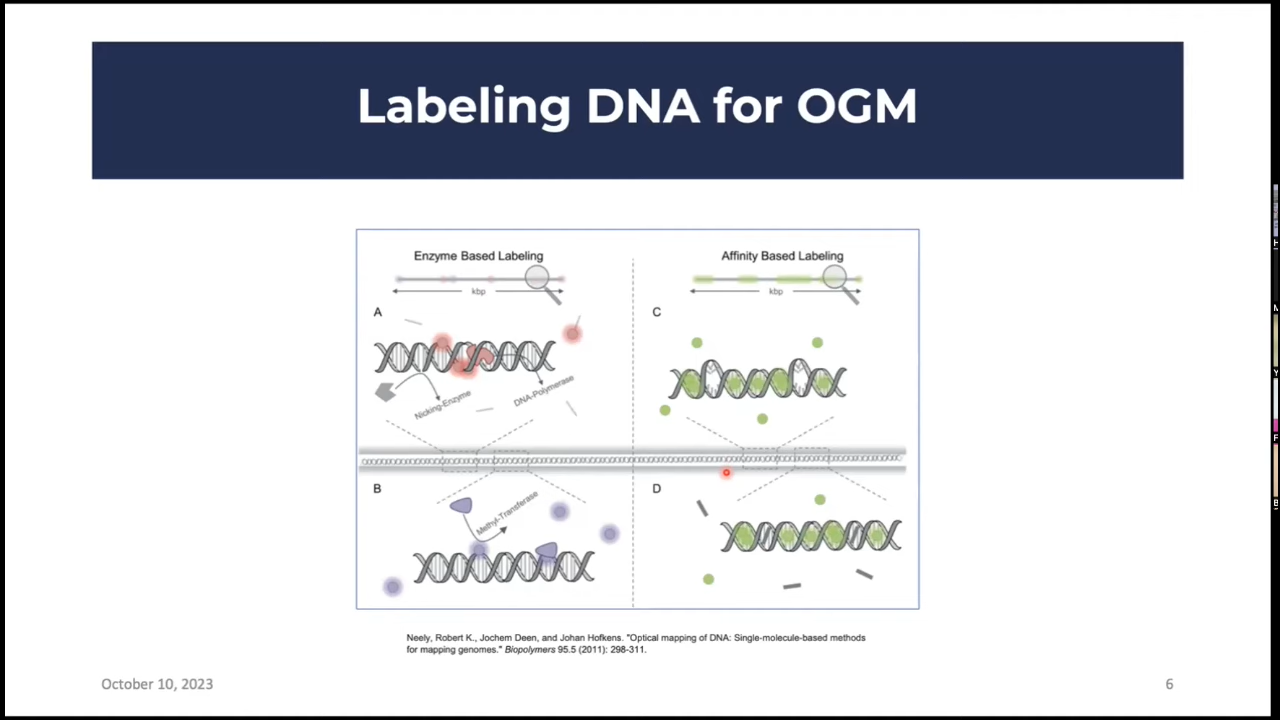 Labeling DNA for OGM
Enzyme Based Labeling
kbp
A
Nicking-Enzyme
DNA-Polymerase
B
Methyl-Transferase
Affinity Based Labeling
kbp
C
D
Neely, Robert K., Jochem Deen, and Johan Hofkens. "Optical mapping of DNA: Single-molecule-based methods
for mapping genomes." Biopolymers 95.5 (2011): 298-311.
October 10, 2023
6